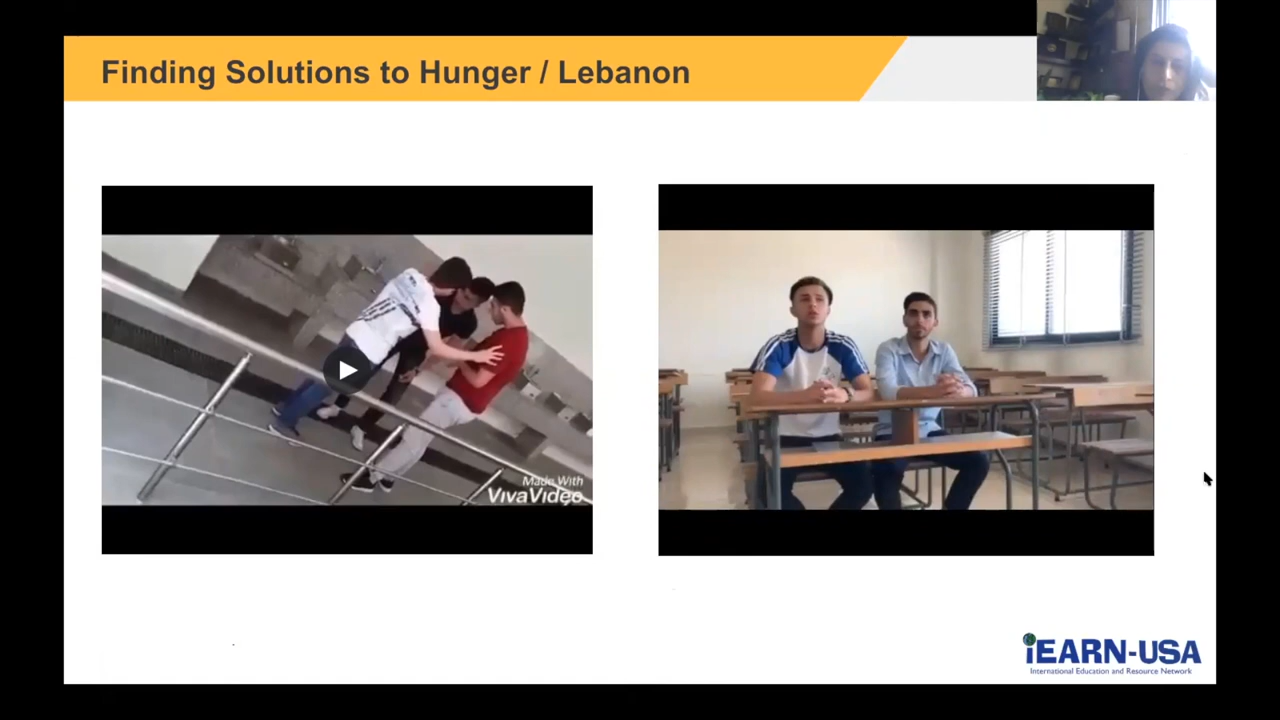 Finding Solutions to Hunger / Lebanon
Made With
VivaVideo
iEARN-USA
International Education and Resource Network